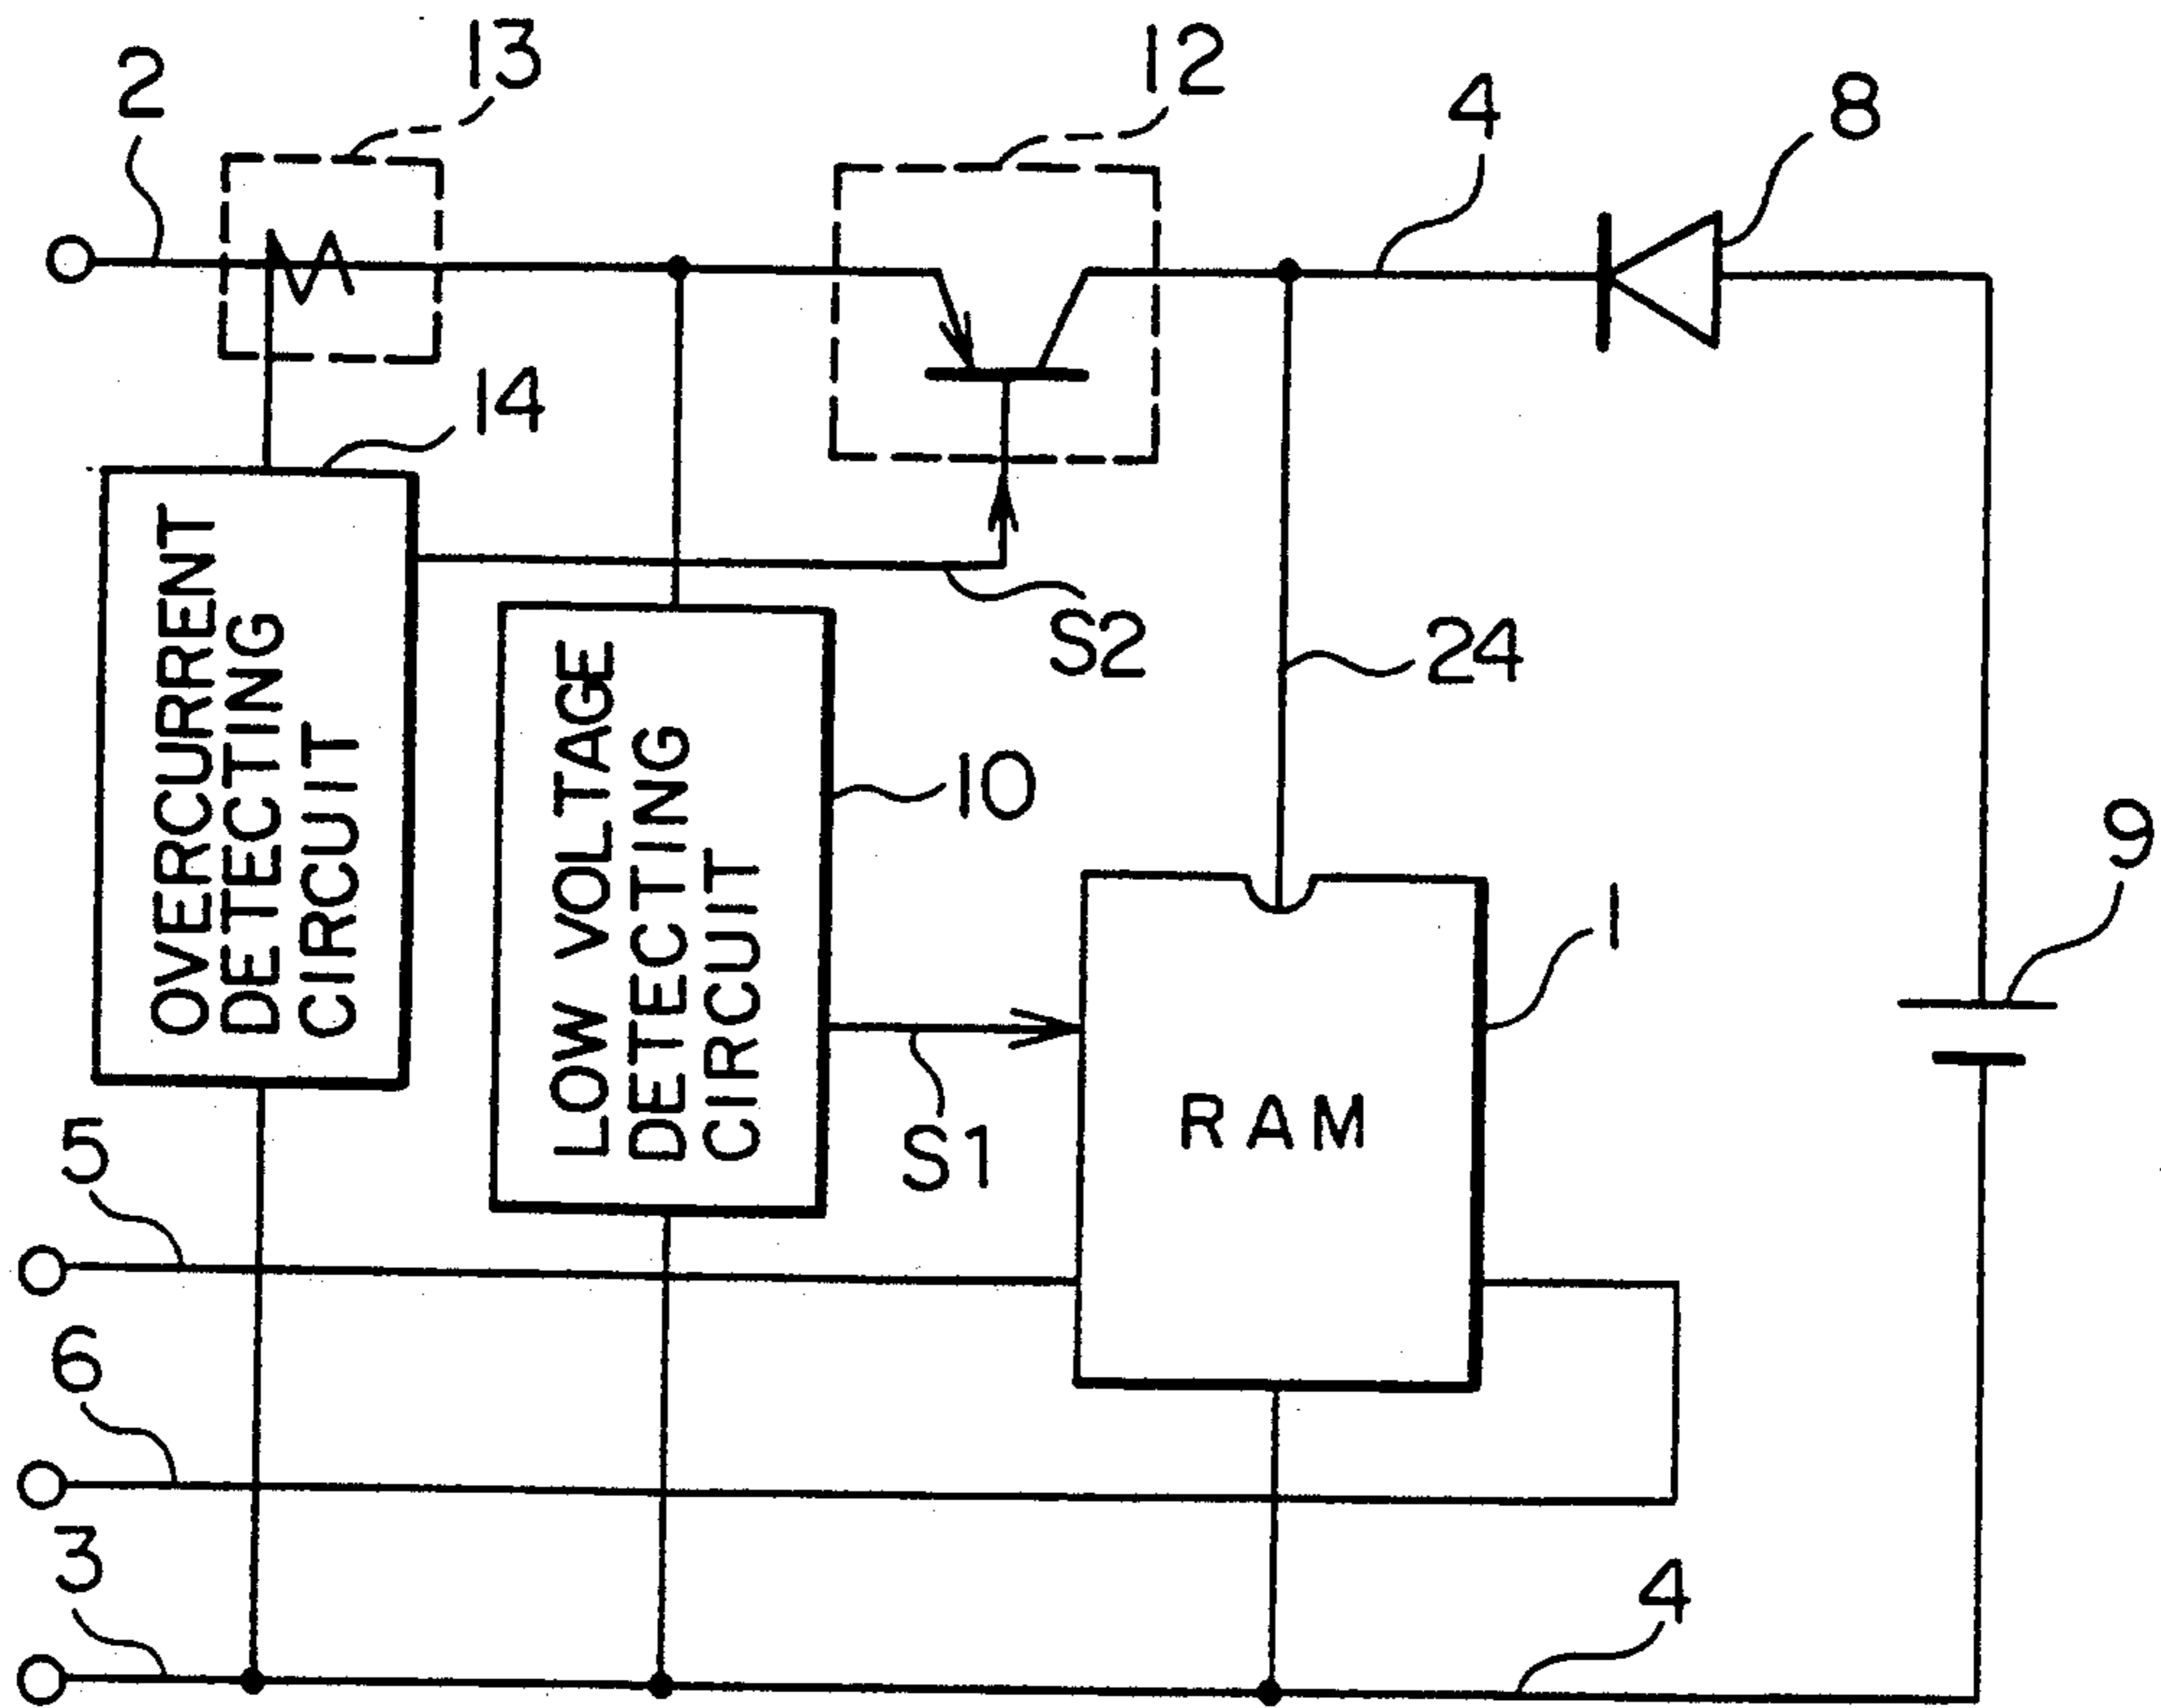 2
13
12
4
8
14
OVERCURRENT
DETECTING
CIRCUIT
S2
24
LOW VOLTAGE
DETECTING
CIRCUIT
10
9
1
S1
RAM
5
6
3
4